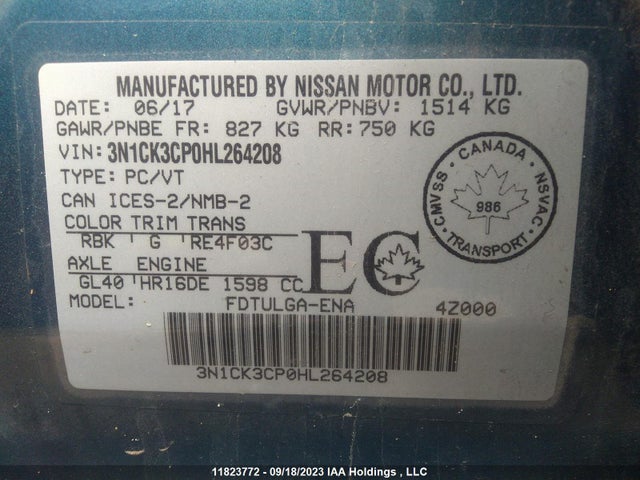 MANUFACTURED BY NISSAN MOTOR CO., LTD.
DATE: 06/17 GVWR/PNBV: 1514 KG
GAWR/PNBE FR: 827 KG RR: 750 KG
VIN: 3N1CK3CP0HL264208
TYPE: PC/VT
CAN ICES-2/NMB-2
COLOR TRIM TRANS
RBK G RE4F03C
AXLE ENGINE
GL40 HR16DE 1598 CC
MODEL: FDTULGA-ENA 4Z000
EC
CMVSS • CANADA • NSVAC
986
TRANSPORT
3N1CK3CP0HL264208
11823772 - 09/18/2023 IAA Holdings , LLC